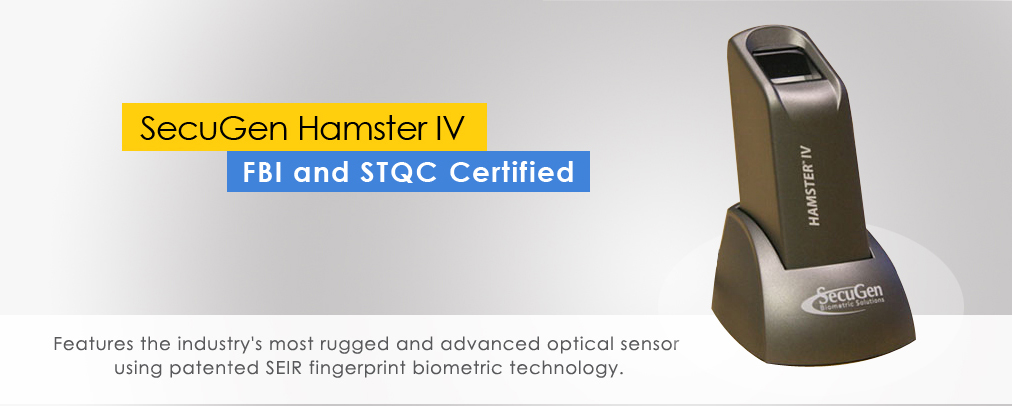 SecuGen Hamster IV
FBI and STQC Certified
HAMSTER™ IV
SecuGen
Biometric Solutions
Features the industry's most rugged and advanced optical sensor
using patented SEIR fingerprint biometric technology.